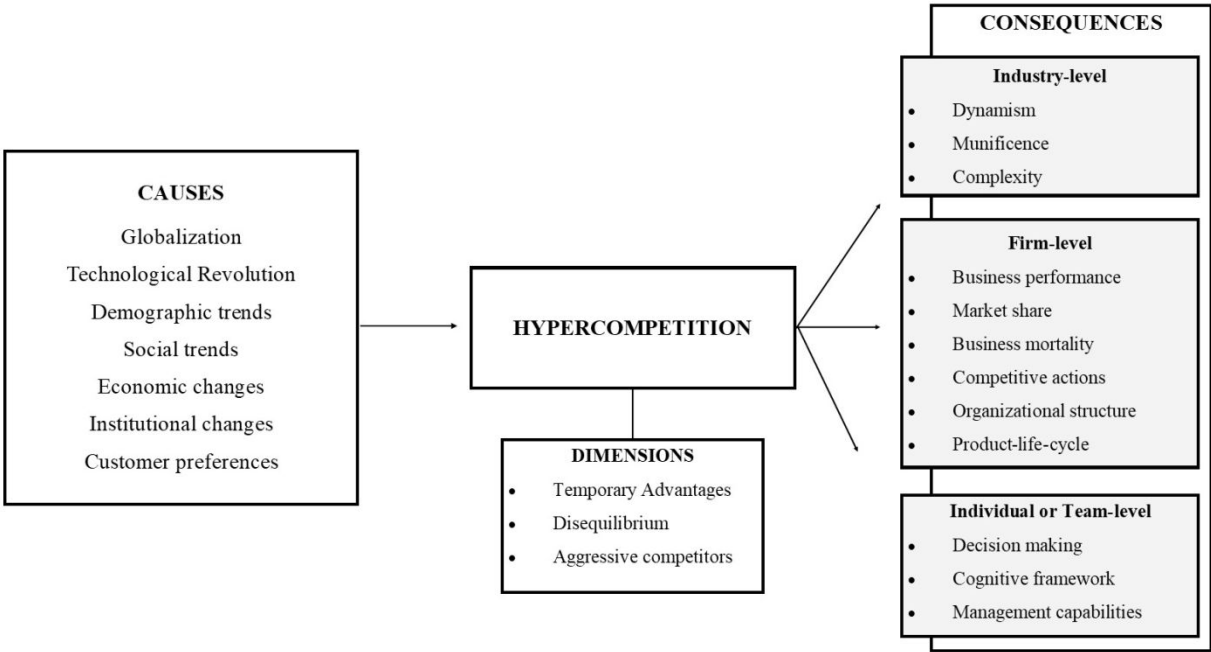 CAUSES
Globalization
Technological Revolution
Demographic trends
Social trends
Economic changes
Institutional changes
Customer preferences
HYPERCOMPETITION
DIMENSIONS
• Temporary Advantages
• Disequilibrium
• Aggressive competitors
CONSEQUENCES
Industry-level
• Dynamism
• Munificence
• Complexity
Firm-level
• Business performance
• Market share
• Business mortality
• Competitive actions
• Organizational structure
• Product-life-cycle
Individual or Team-level
• Decision making
• Cognitive framework
• Management capabilities